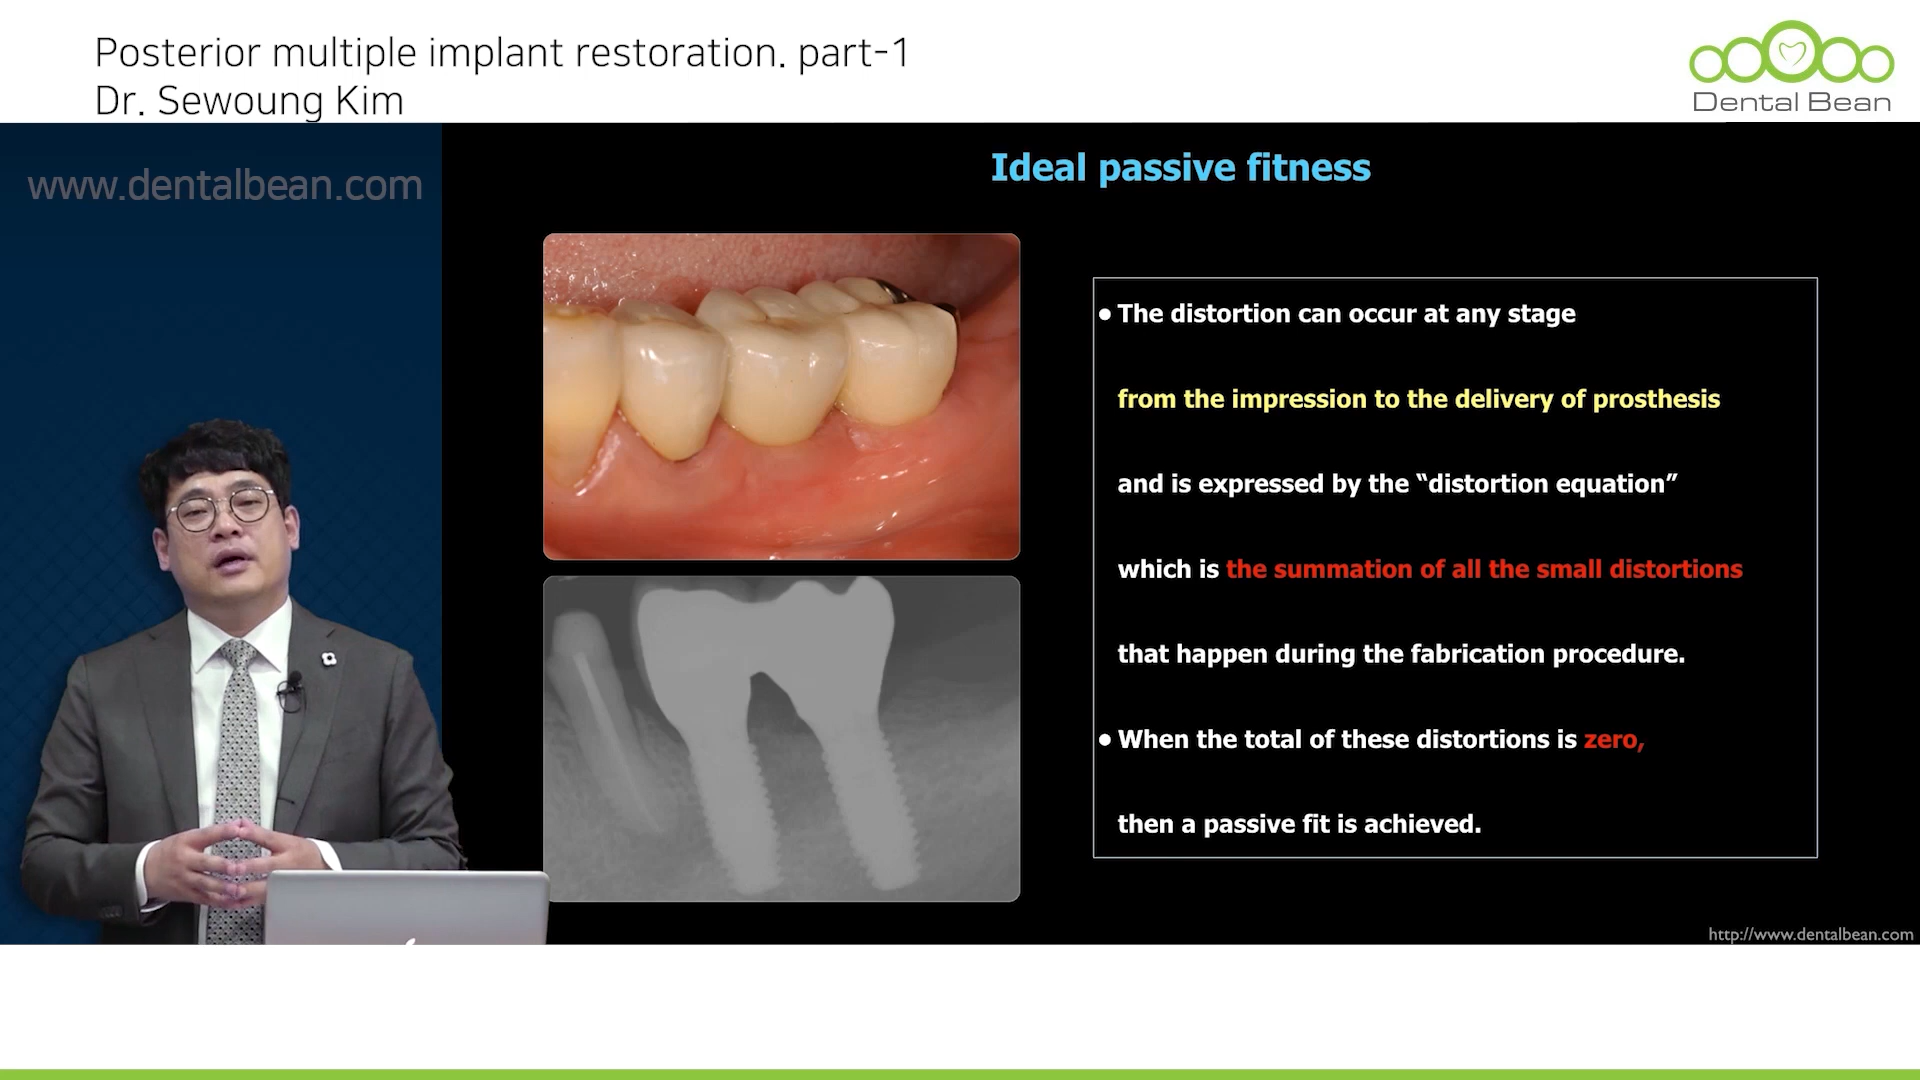 Posterior multiple implant restoration. part-1
Dr. Sewoung Kim
Dental Bean
www.dentalbean.com
Ideal passive fitness
● The distortion can occur at any stage
from the impression to the delivery of prosthesis
and is expressed by the “distortion equation”
which is the summation of all the small distortions
that happen during the fabrication procedure.
● When the total of these distortions is zero,
then a passive fit is achieved.
http://www.dentalbean.com